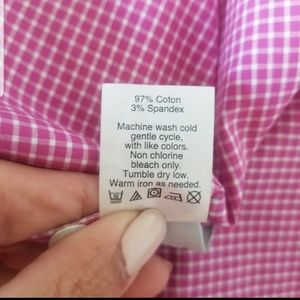 97% Coton
3% Spandex
Machine wash cold
gentle cycle,
with like colors.
Non chlorine
bleach only.
Tumble dry low.
Warm iron as needed.